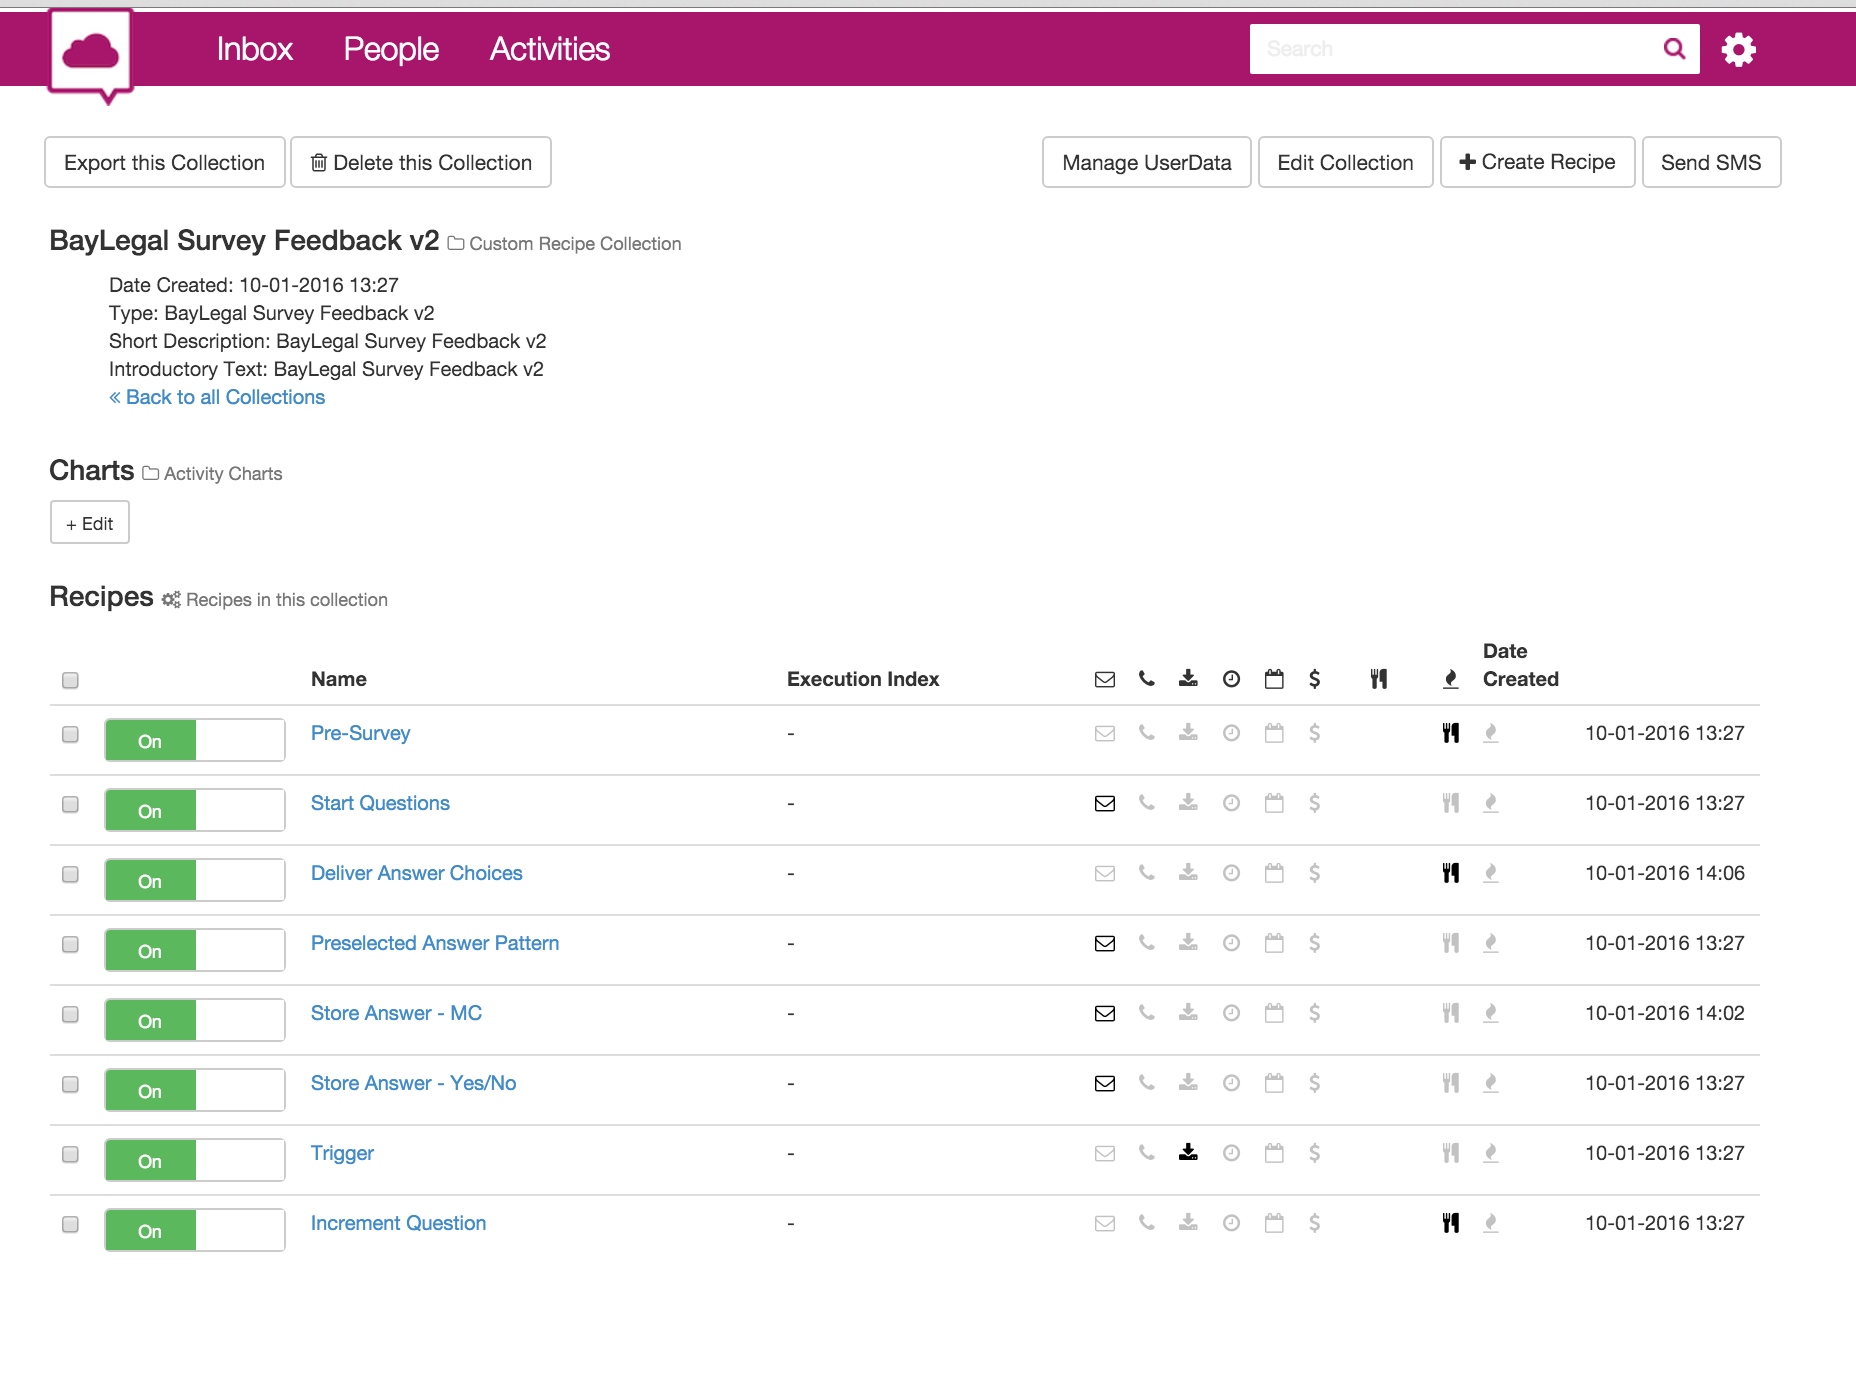 Inbox People Activities Search
Export this Collection Delete this Collection Manage UserData Edit Collection Create Recipe Send SMS
BayLegal Survey Feedback v2 Custom Recipe Collection
Date Created: 10-01-2016 13:27
Type: BayLegal Survey Feedback v2
Short Description: BayLegal Survey Feedback v2
Introductory Text: BayLegal Survey Feedback v2
« Back to all Collections
Charts Activity Charts
+ Edit
Recipes Recipes in this collection
Name Execution Index $ Date Created
On Pre-Survey - $ 10-01-2016 13:27
On Start Questions - $ 10-01-2016 13:27
On Deliver Answer Choices - $ 10-01-2016 14:06
On Preselected Answer Pattern - $ 10-01-2016 13:27
On Store Answer - MC - $ 10-01-2016 14:02
On Store Answer - Yes/No - $ 10-01-2016 13:27
On Trigger - $ 10-01-2016 13:27
On Increment Question - $ 10-01-2016 13:27